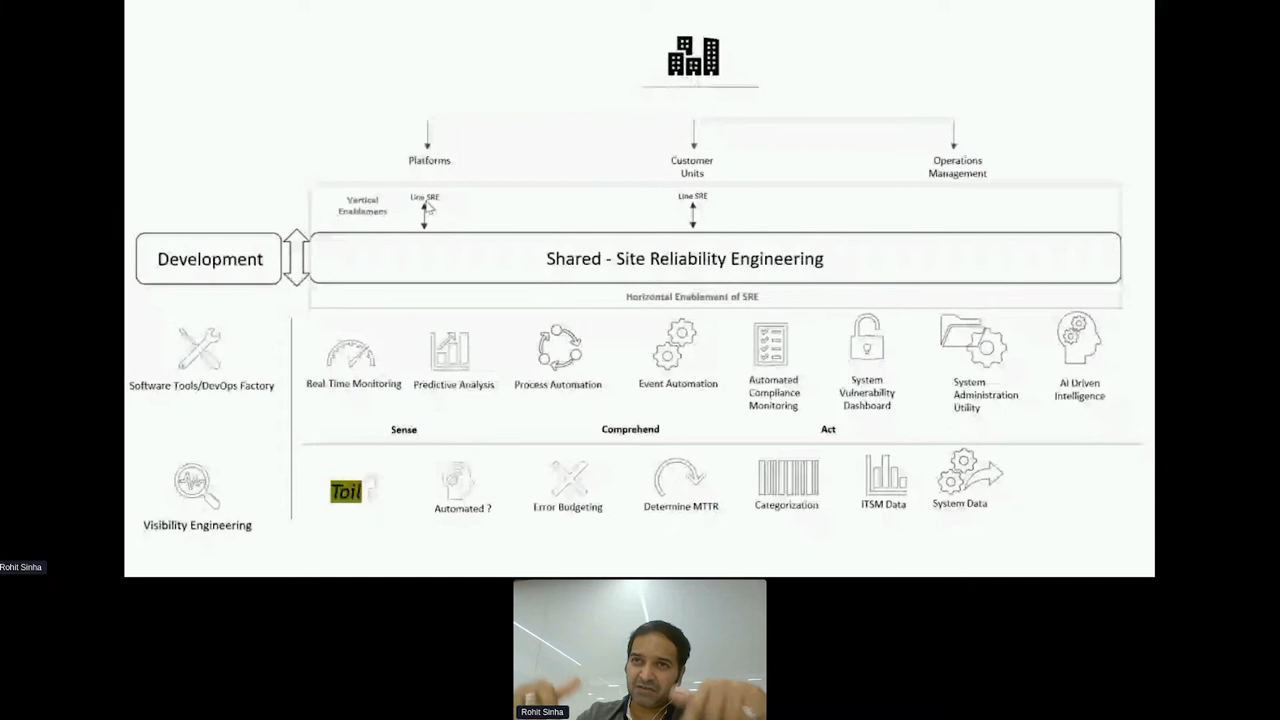 Platforms
Customer
Units
Operations
Management
Vertical
Enablement
Line SRE
Line SRE
Development
Shared - Site Reliability Engineering
Horizontal Enablement of SRE
Software Tools/DevOps Factory
Real Time Monitoring
Predictive Analysis
Process Automation
Event Automation
Automated
Compliance
Monitoring
System
Vulnerability
Dashboard
System
Administration
Utility
AI Driven
Intelligence
Sense
Comprehend
Act
Visibility Engineering
Toil ?
Automated ?
Error Budgeting
Determine MTTR
Categorization
ITSM Data
System Data
Rohit Sinha
Rohit Sinha